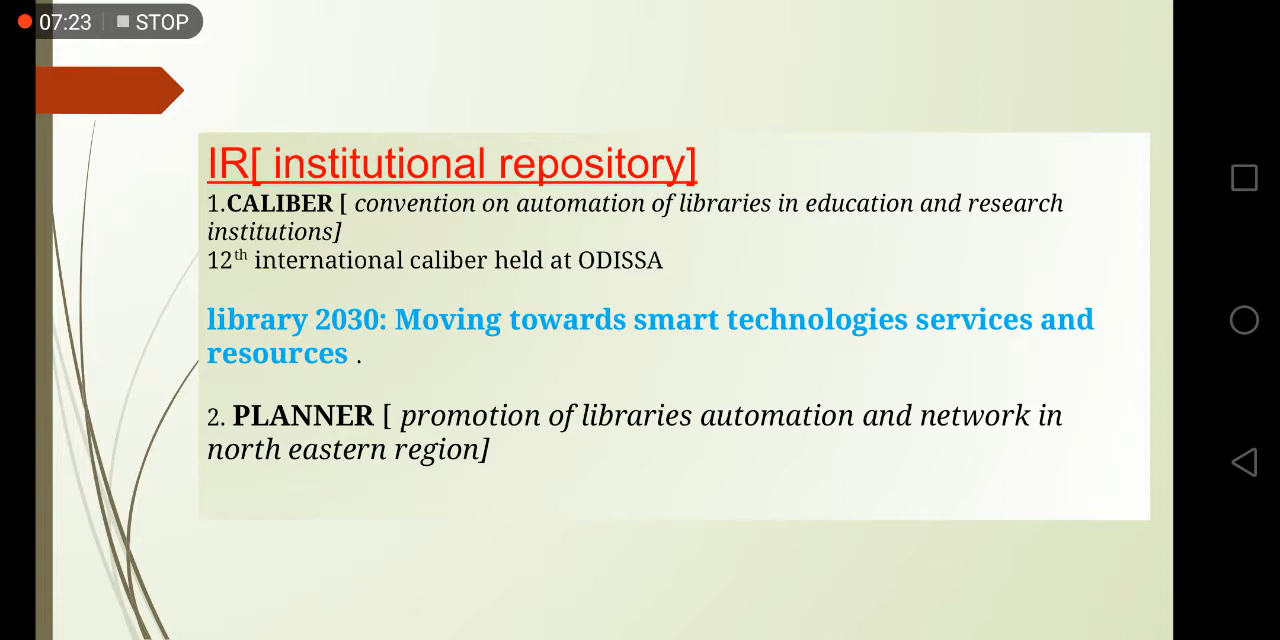 07:23 STOP
IR[ institutional repository]
1.CALIBER [ convention on automation of libraries in education and research
institutions]
12th international caliber held at ODISSA
library 2030: Moving towards smart technologies services and
resources .
2. PLANNER [ promotion of libraries automation and network in
north eastern region]